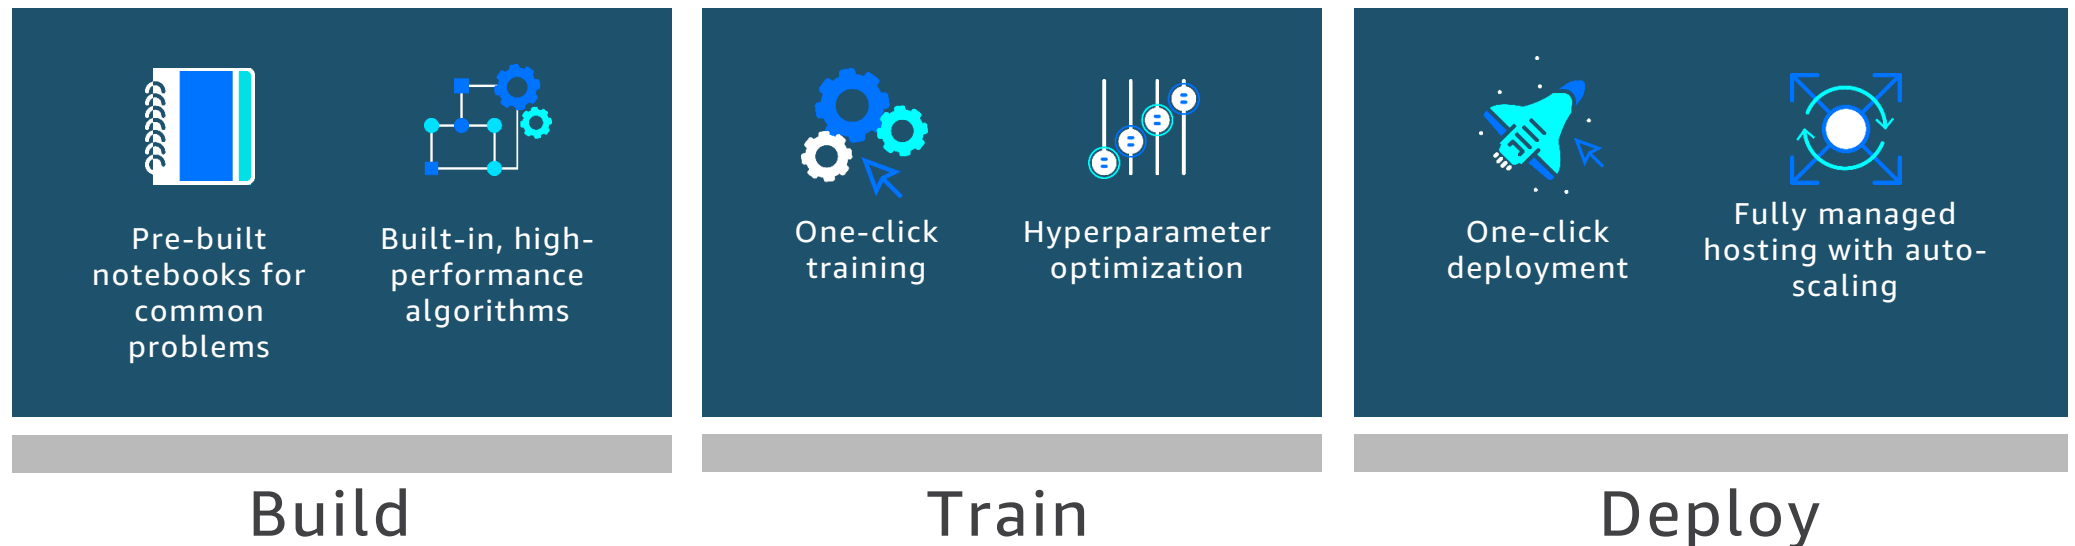 Pre-built
notebooks for
common
problems
Built-in, high-
performance
algorithms
One-click
training
Hyperparameter
optimization
One-click
deployment
Fully managed
hosting with auto-
scaling
Build
Train
Deploy